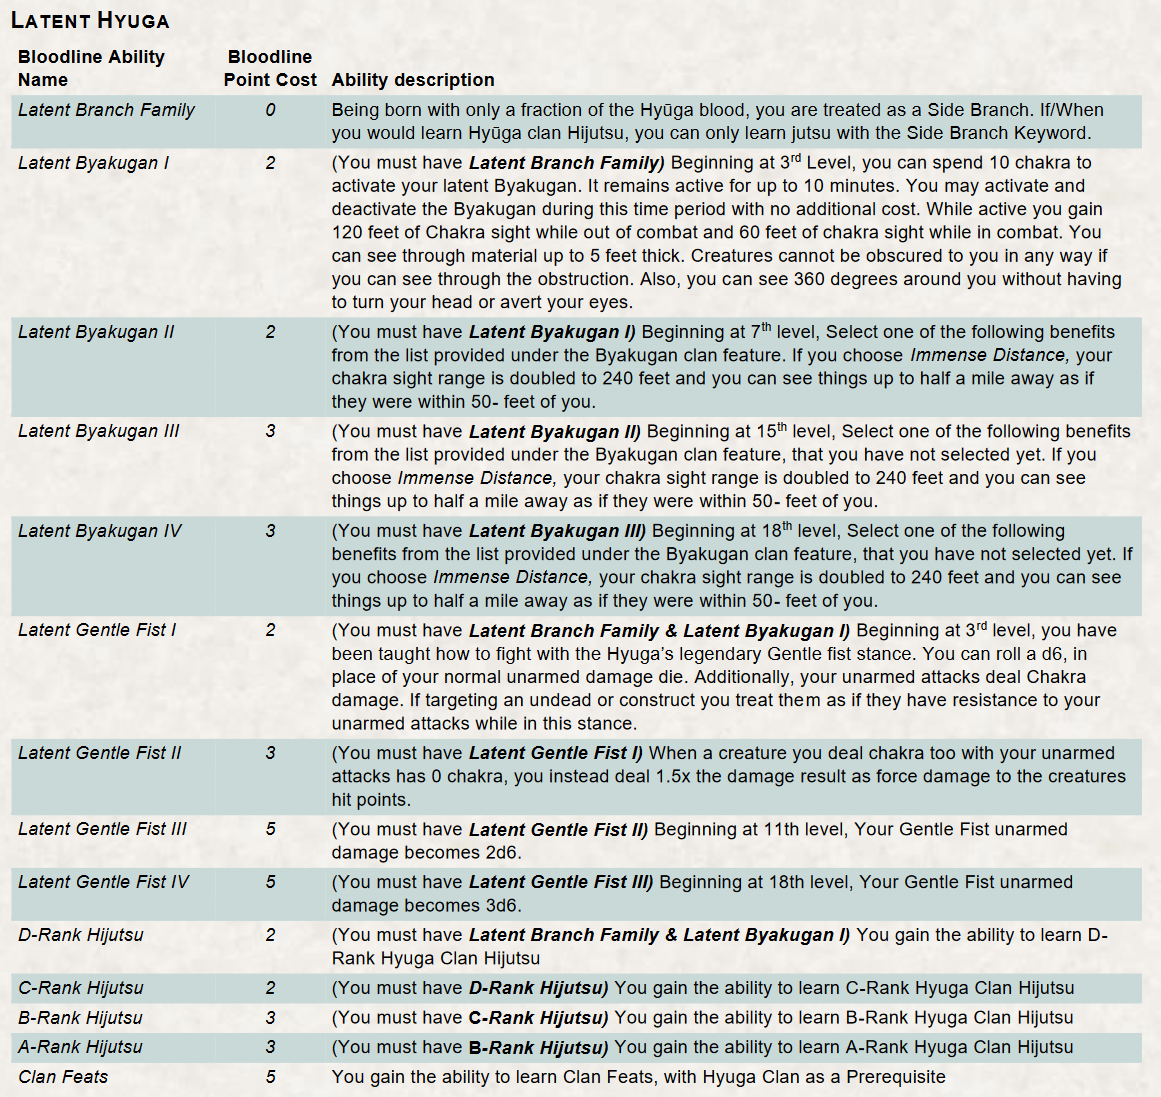 LATENT HYUGA
Bloodline Ability Name
Bloodline Point Cost
Ability description
Latent Branch Family
0
Being born with only a fraction of the Hyūga blood, you are treated as a Side Branch. If/When
you would learn Hyūga clan Hijutsu, you can only learn jutsu with the Side Branch Keyword.
Latent Byakugan I
2
(You must have Latent Branch Family) Beginning at 3rd Level, you can spend 10 chakra to
activate your latent Byakugan. It remains active for up to 10 minutes. You may activate and
deactivate the Byakugan during this time period with no additional cost. While active you gain
120 feet of Chakra sight while out of combat and 60 feet of chakra sight while in combat. You
can see through material up to 5 feet thick. Creatures cannot be obscured to you in any way if
you can see through the obstruction. Also, you can see 360 degrees around you without having
to turn your head or avert your eyes.
Latent Byakugan II
2
(You must have Latent Byakugan I) Beginning at 7th level, Select one of the following benefits
from the list provided under the Byakugan clan feature. If you choose Immense Distance, your
chakra sight range is doubled to 240 feet and you can see things up to half a mile away as if
they were within 50- feet of you.
Latent Byakugan III
3
(You must have Latent Byakugan II) Beginning at 15th level, Select one of the following benefits
from the list provided under the Byakugan clan feature, that you have not selected yet. If you
choose Immense Distance, your chakra sight range is doubled to 240 feet and you can see
things up to half a mile away as if they were within 50- feet of you.
Latent Byakugan IV
3
(You must have Latent Byakugan III) Beginning at 18th level, Select one of the following
benefits from the list provided under the Byakugan clan feature, that you have not selected yet. If
you choose Immense Distance, your chakra sight range is doubled to 240 feet and you can see
things up to half a mile away as if they were within 50- feet of you.
Latent Gentle Fist I
2
(You must have Latent Branch Family & Latent Byakugan I) Beginning at 3rd level, you have
been taught how to fight with the Hyuga's legendary Gentle fist stance. You can roll a d6, in
place of your normal unarmed damage die. Additionally, your unarmed attacks deal Chakra
damage. If targeting an undead or construct you treat them as if they have resistance to your
unarmed attacks while in this stance.
Latent Gentle Fist II
3
(You must have Latent Gentle Fist I) When a creature you deal chakra too with your unarmed
attacks has 0 chakra, you instead deal 1.5x the damage result as force damage to the creatures
hit points.
Latent Gentle Fist III
5
(You must have Latent Gentle Fist II) Beginning at 11th level, Your Gentle Fist unarmed
damage becomes 2d6.
Latent Gentle Fist IV
5
(You must have Latent Gentle Fist III) Beginning at 18th level, Your Gentle Fist unarmed
damage becomes 3d6.
D-Rank Hijutsu
2
(You must have Latent Branch Family & Latent Byakugan I) You gain the ability to learn D-
Rank Hyuga Clan Hijutsu
C-Rank Hijutsu
2
(You must have D-Rank Hijutsu) You gain the ability to learn C-Rank Hyuga Clan Hijutsu
B-Rank Hijutsu
3
(You must have C-Rank Hijutsu) You gain the ability to learn B-Rank Hyuga Clan Hijutsu
A-Rank Hijutsu
3
(You must have B-Rank Hijutsu) You gain the ability to learn A-Rank Hyuga Clan Hijutsu
Clan Feats
5
You gain the ability to learn Clan Feats, with Hyuga Clan as a Prerequisite